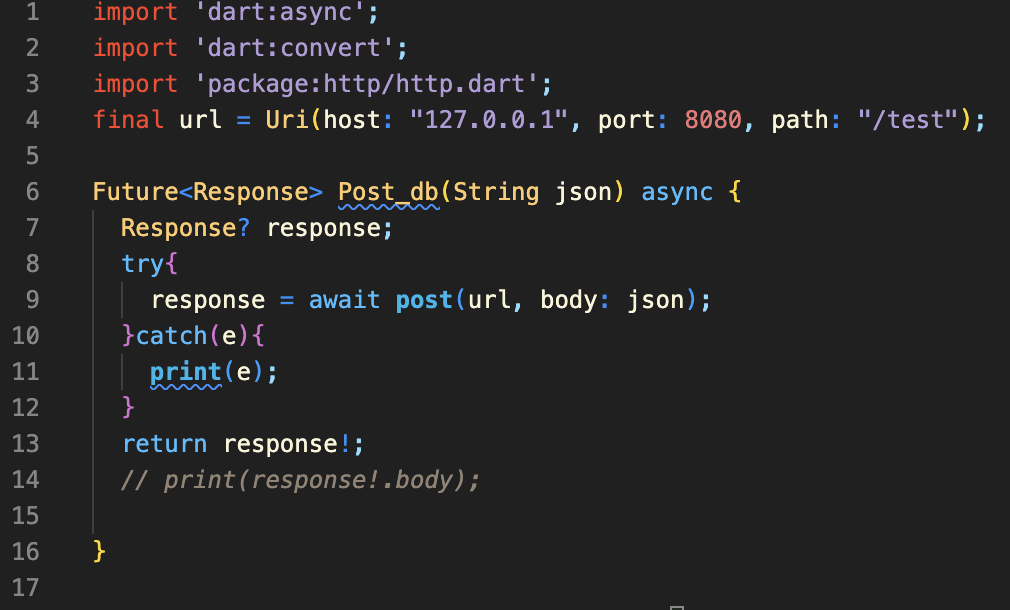 1 import 'dart:async';
2 import 'dart:convert';
3 import 'package:http/http.dart';
4 final url = Uri(host: "127.0.0.1", port: 8080, path: "/test");
5
6 Future<Response> Post_db(String json) async {
7 Response? response;
8 try{
9 response = await post(url, body: json);
10 }catch(e){
11 print(e);
12 }
13 return response!;
14 // print(response!.body);
15
16 }
17